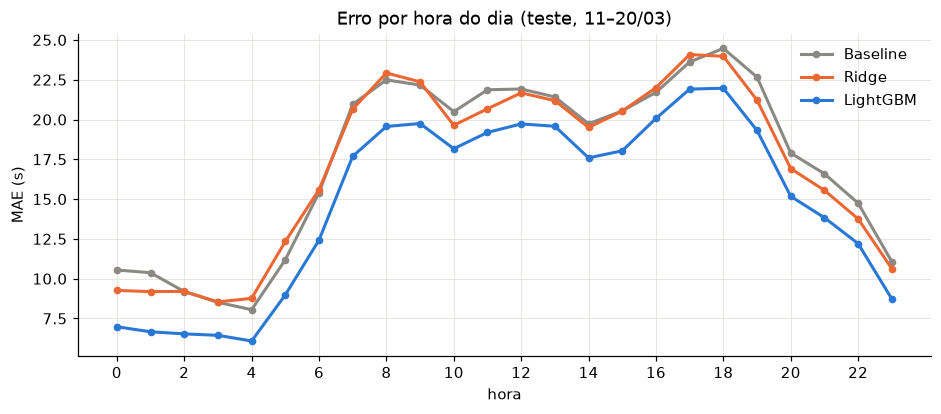 Erro por hora do dia (teste, 11–20/03)
Baseline
Ridge
LightGBM
MAE (s)
25.0
22.5
20.0
17.5
15.0
12.5
10.0
7.5
0 2 4 6 8 10 12 14 16 18 20 22
hora